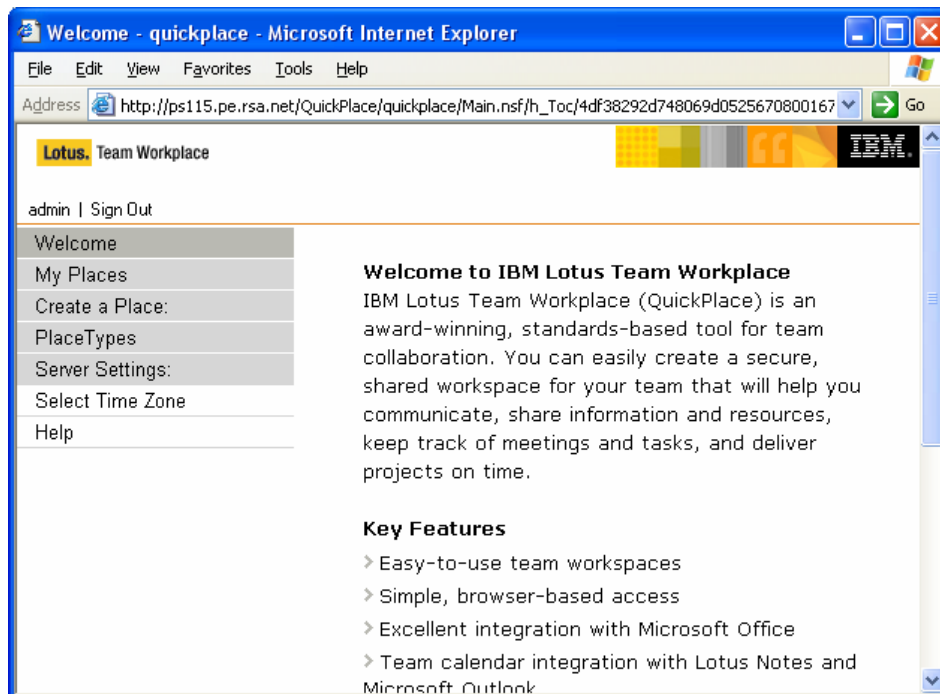 Welcome - quickplace - Microsoft Internet Explorer
File Edit View Favorites Tools Help
Address http://ps115.pe.rsa.net/QuickPlace/quickplace/Main.nsf/h_Toc/4df38292d748069d0525670800167 Go
Lotus. Team Workplace IBM.
admin | Sign Out
Welcome
My Places
Create a Place:
PlaceTypes
Server Settings:
Select Time Zone
Help
Welcome to IBM Lotus Team Workplace
IBM Lotus Team Workplace (QuickPlace) is an
award-winning, standards-based tool for team
collaboration. You can easily create a secure,
shared workspace for your team that will help you
communicate, share information and resources,
keep track of meetings and tasks, and deliver
projects on time.
Key Features
Easy-to-use team workspaces
Simple, browser-based access
Excellent integration with Microsoft Office
Team calendar integration with Lotus Notes and
Microsoft Outlook